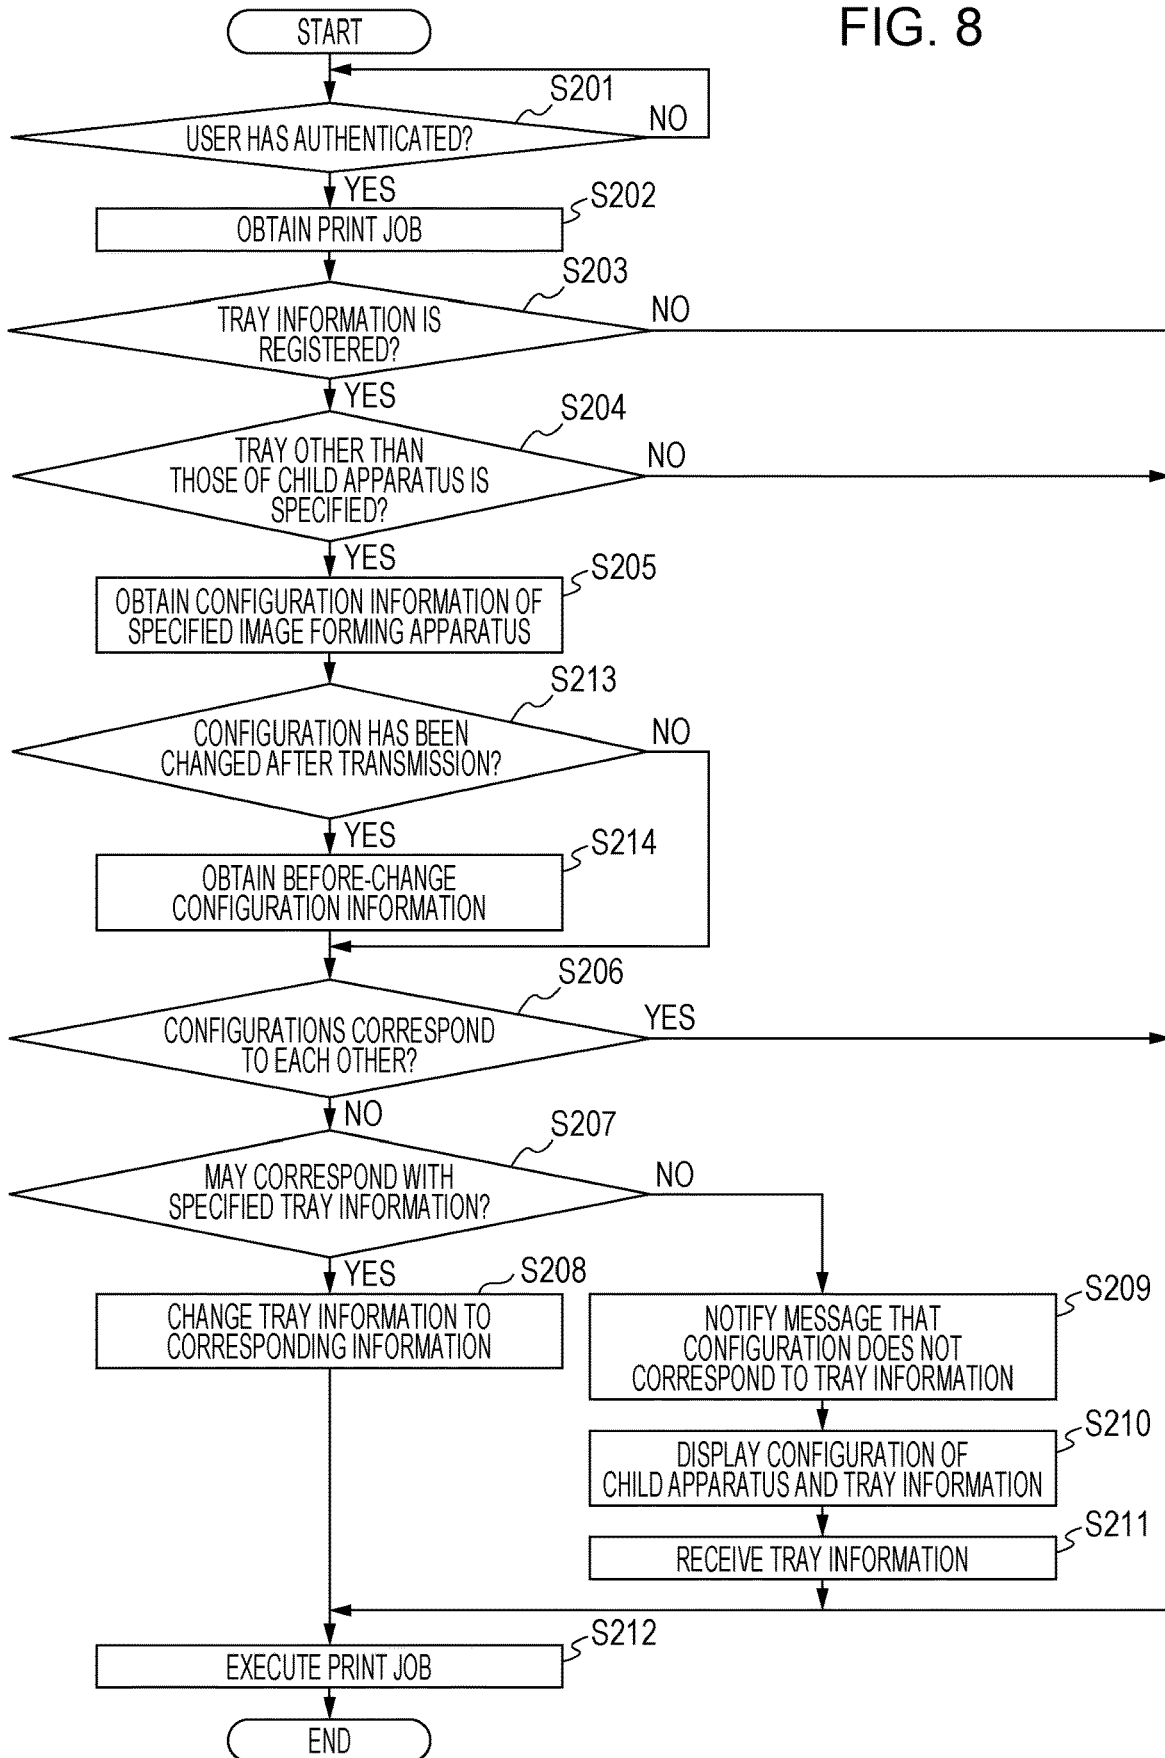 FIG. 8
START
S201
USER HAS AUTHENTICATED?
NO
YES
S202
OBTAIN PRINT JOB
S203
TRAY INFORMATION IS
REGISTERED?
NO
YES
S204
TRAY OTHER THAN
THOSE OF CHILD APPARATUS IS
SPECIFIED?
NO
YES
S205
OBTAIN CONFIGURATION INFORMATION OF
SPECIFIED IMAGE FORMING APPARATUS
S213
CONFIGURATION HAS BEEN
CHANGED AFTER TRANSMISSION?
NO
YES
S214
OBTAIN BEFORE-CHANGE
CONFIGURATION INFORMATION
S206
CONFIGURATIONS CORRESPOND
TO EACH OTHER?
YES
NO
S207
MAY CORRESPOND WITH
SPECIFIED TRAY INFORMATION?
NO
YES
S208
CHANGE TRAY INFORMATION TO
CORRESPONDING INFORMATION
S209
NOTIFY MESSAGE THAT
CONFIGURATION DOES NOT
CORRESPOND TO TRAY INFORMATION
S210
DISPLAY CONFIGURATION OF
CHILD APPARATUS AND TRAY INFORMATION
S211
RECEIVE TRAY INFORMATION
S212
EXECUTE PRINT JOB
END